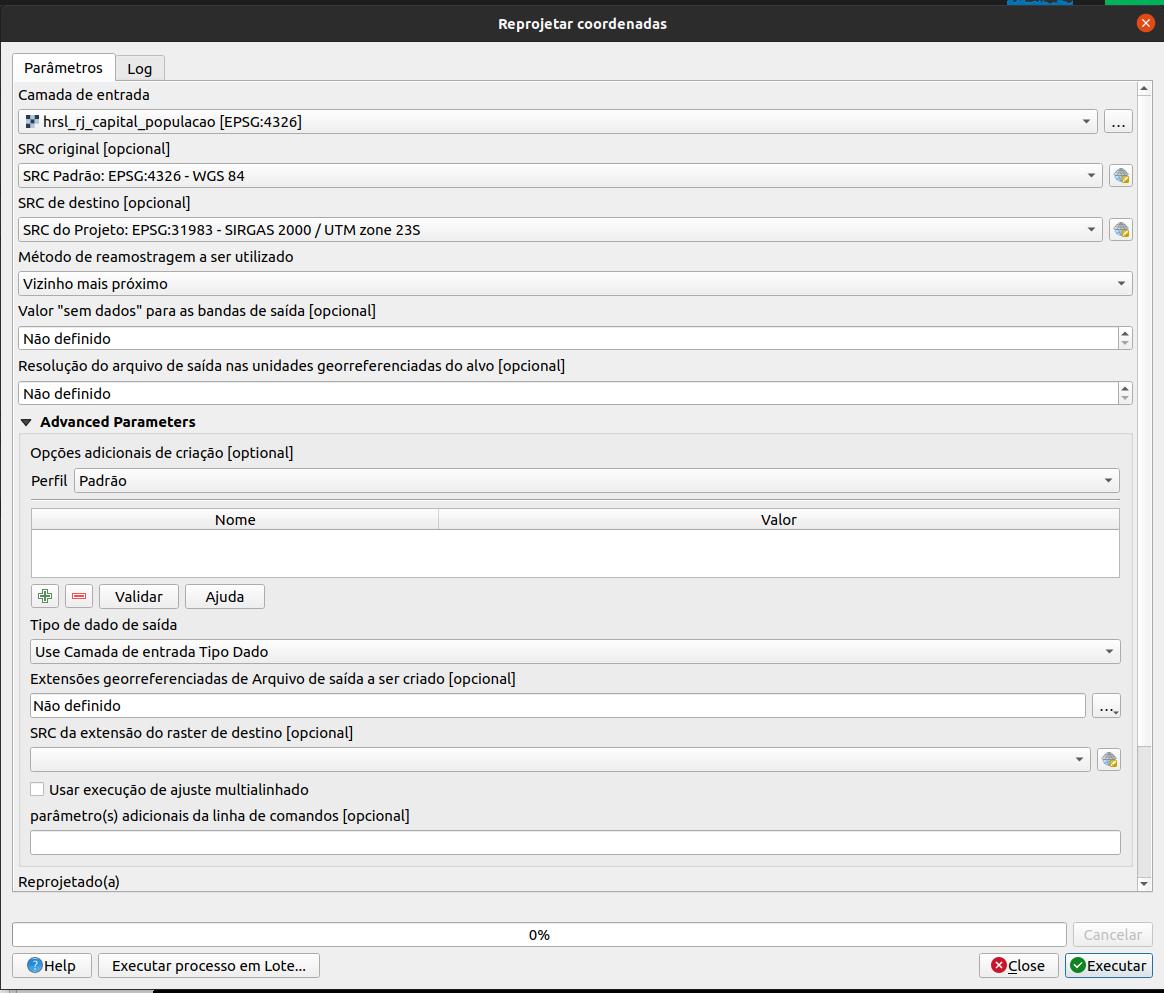 Reprojetar coordenadas
Parâmetros
Log
Camada de entrada
hrsl_rj_capital_populacao [EPSG:4326]
...
SRC original [opcional]
SRC Padrão: EPSG:4326 - WGS 84
SRC de destino [opcional]
SRC do Projeto: EPSG:31983 - SIRGAS 2000 / UTM zone 23S
Método de reamostragem a ser utilizado
Vizinho mais próximo
Valor "sem dados" para as bandas de saída [opcional]
Não definido
Resolução do arquivo de saída nas unidades georreferenciadas do alvo [opcional]
Não definido
Advanced Parameters
Opções adicionais de criação [optional]
Perfil
Padrão
Nome
Valor
Validar
Ajuda
Tipo de dado de saída
Use Camada de entrada Tipo Dado
Extensões georreferenciadas de Arquivo de saída a ser criado [opcional]
Não definido
...
SRC da extensão do raster de destino [opcional]
Usar execução de ajuste multialinhado
parâmetro(s) adicionais da linha de comandos [opcional]
Reprojetado(a)
0%
Cancelar
Help
Executar processo em Lote...
Close
Executar